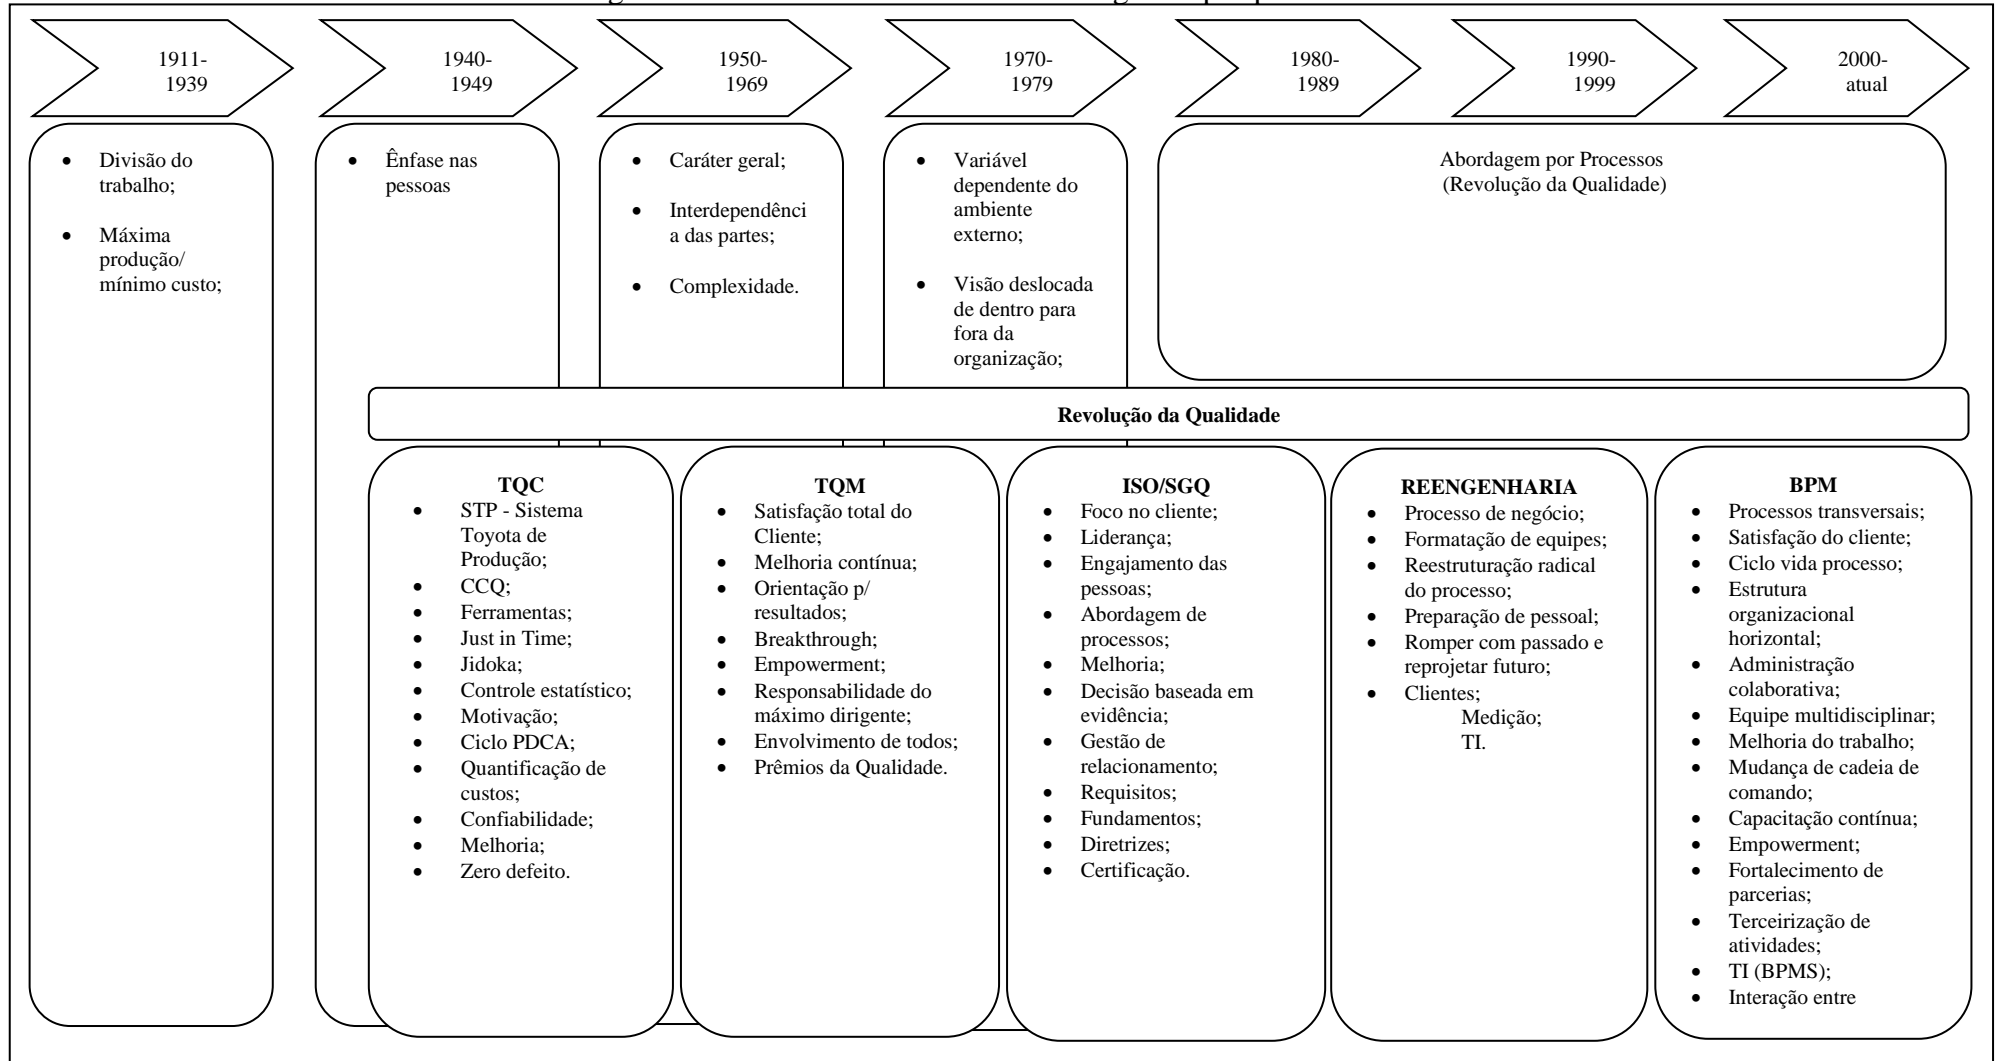 1911-
1939
1940-
1949
1950-
1969
1970-
1979
1980-
1989
1990-
1999
2000-
atual
• Divisão do
trabalho;
• Máxima
produção/
mínimo custo;
• Ênfase nas
pessoas
• Caráter geral;
• Interdependênci
a das partes;
• Complexidade.
• Variável
dependente do
ambiente
externo;
• Visão deslocada
de dentro para
fora da
organização;
Abordagem por Processos
(Revolução da Qualidade)
Revolução da Qualidade
TQC
• STP - Sistema
Toyota de
Produção;
• CCQ;
• Ferramentas;
• Just in Time;
• Jidoka;
• Controle estatístico;
• Motivação;
• Ciclo PDCA;
• Quantificação de
custos;
• Confiabilidade;
• Melhoria;
• Zero defeito.
TQM
• Satisfação total do
Cliente;
• Melhoria contínua;
• Orientação p/
resultados;
• Breakthrough;
• Empowerment;
• Responsabilidade do
máximo dirigente;
• Envolvimento de todos;
• Prêmios da Qualidade.
ISO/SGQ
• Foco no cliente;
• Liderança;
• Engajamento das
pessoas;
• Abordagem de
processos;
• Melhoria;
• Decisão baseada em
evidência;
• Gestão de
relacionamento;
• Requisitos;
• Fundamentos;
• Diretrizes;
• Certificação.
REENGENHARIA
• Processo de negócio;
• Formatação de equipes;
• Reestruturação radical
do processo;
• Preparação de pessoal;
• Romper com passado e
reprojetar futuro;
• Clientes;
Medição;
TI.
BPM
• Processos transversais;
• Satisfação do cliente;
• Ciclo vida processo;
• Estrutura
organizacional
horizontal;
• Administração
colaborativa;
• Equipe multidisciplinar;
• Melhoria do trabalho;
• Mudança de cadeia de
comando;
• Capacitação contínua;
• Empowerment;
• Fortalecimento de
parcerias;
• Terceirização de
atividades;
• TI (BPMS);
• Interação entre